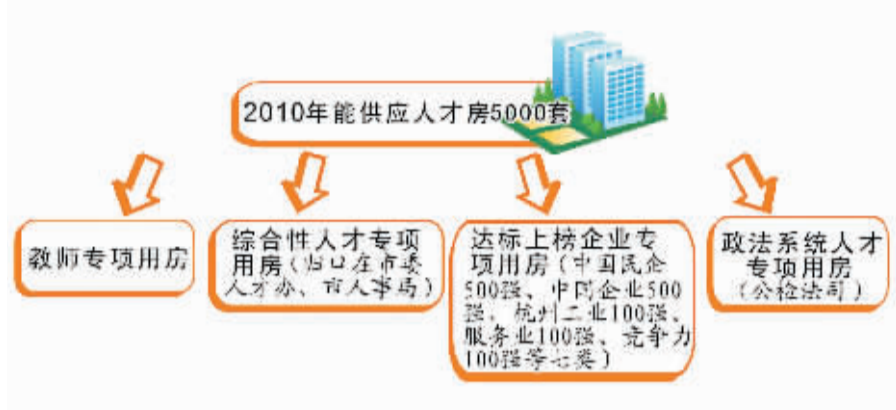 2010年能供应人才房5000套
教师专项用房
综合性人才专项
用房(归口在市委
人才办、市人事局)
达标上榜企业专
项用房(中国民企
500强、中国企业500
强、杭州工业100强、
服务业100强、竞争力
100强等七类)
政法系统人才
专项用房
(公检法司)